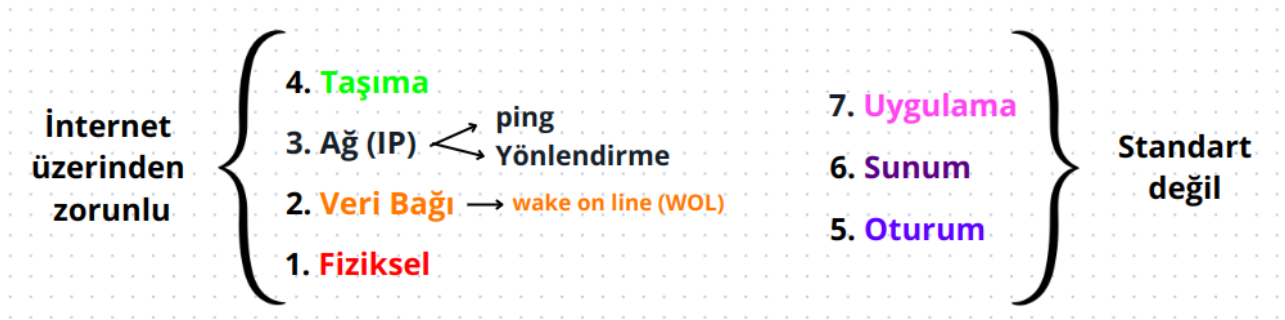 İnternet
üzerinden
zorunlu
4. Taşıma
3. Ağ (IP)
ping
Yönlendirme
2. Veri Bağı
wake on line (WOL)
1. Fiziksel
7. Uygulama
6. Sunum
5. Oturum
Standart
değil